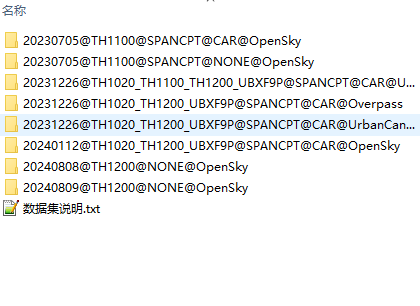 名称
20230705@TH1100@SPANCPT@CAR@OpenSky
20230705@TH1100@SPANCPT@NONE@OpenSky
20231226@TH1020_TH1100_TH1200_UBXF9P@SPANCPT@CAR@U...
20231226@TH1020_TH1200_UBXF9P@SPANCPT@CAR@Overpass
20231226@TH1020_TH1200_UBXF9P@SPANCPT@CAR@UrbanCan...
20240112@TH1020_TH1200_UBXF9P@SPANCPT@CAR@OpenSky
20240808@TH1200@NONE@OpenSky
20240809@TH1200@NONE@OpenSky
数据集说明.txt